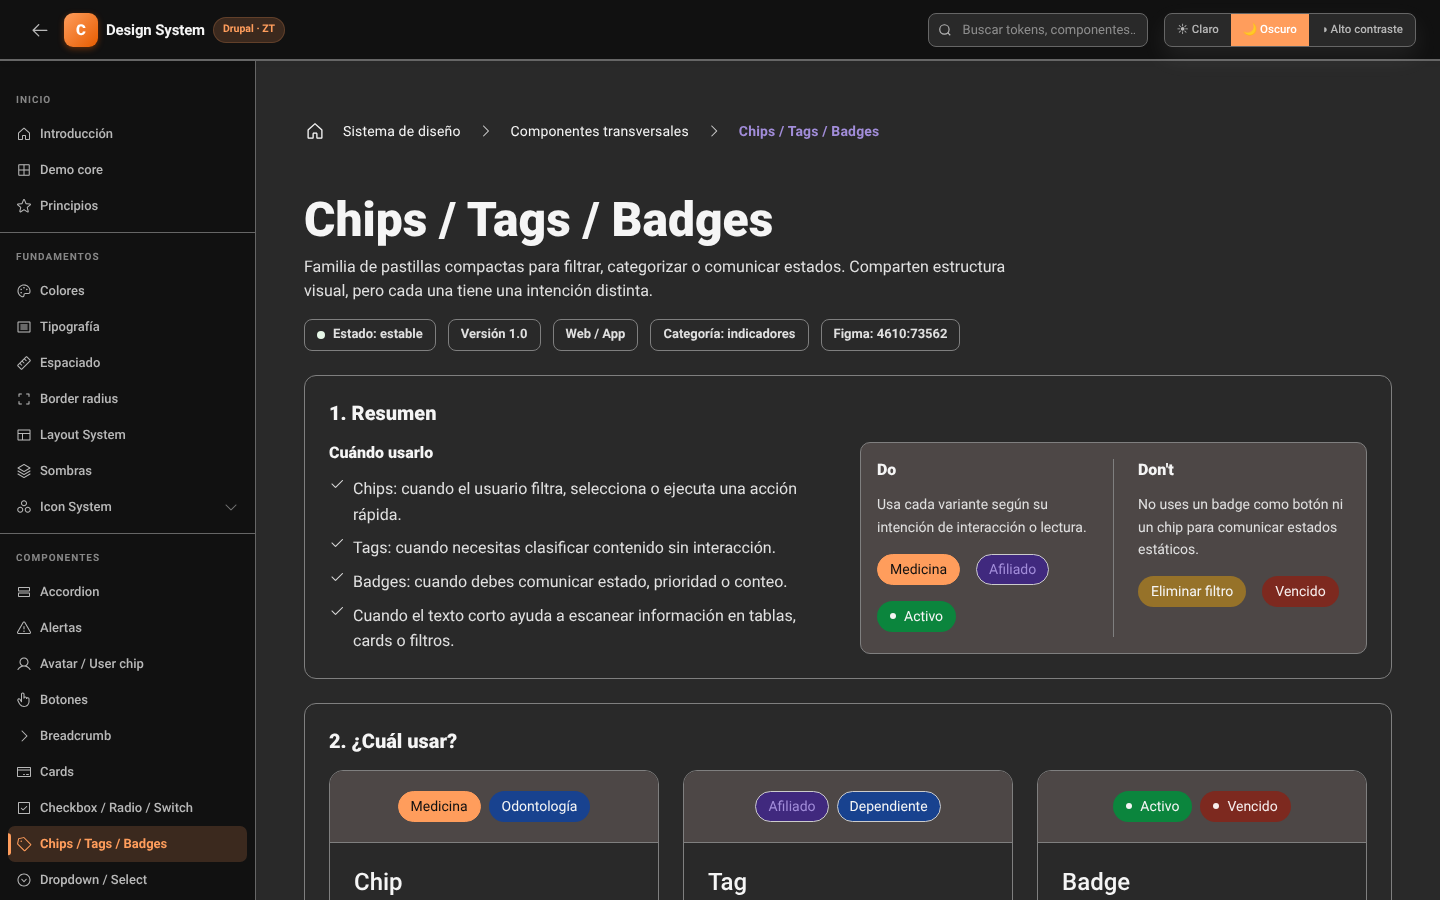 C Design System Drupal · ZT
Buscar tokens, componentes..
Claro
Oscuro
Alto contraste
INICIO
Introducción
Demo core
Principios
FUNDAMENTOS
Colores
Tipografía
Espaciado
Border radius
Layout System
Sombras
Icon System
COMPONENTES
Accordion
Alertas
Avatar / User chip
Botones
Breadcrumb
Cards
Checkbox / Radio / Switch
Chips / Tags / Badges
Dropdown / Select
Sistema de diseño
Componentes transversales
Chips / Tags / Badges
Chips / Tags / Badges
Familia de pastillas compactas para filtrar, categorizar o comunicar estados. Comparten estructura
visual, pero cada una tiene una intención distinta.
Estado: estable
Versión 1.0
Web / App
Categoría: indicadores
Figma: 4610:73562
1. Resumen
Cuándo usarlo
Chips: cuando el usuario filtra, selecciona o ejecuta una acción
rápida.
Tags: cuando necesitas clasificar contenido sin interacción.
Badges: cuando debes comunicar estado, prioridad o conteo.
Cuando el texto corto ayuda a escanear información en tablas,
cards o filtros.
Do
Usa cada variante según su
intención de interacción o lectura.
Medicina
Afiliado
Activo
Don't
No uses un badge como botón ni
un chip para comunicar estados
estáticos.
Eliminar filtro
Vencido
2. ¿Cuál usar?
Medicina
Odontología
Chip
Afiliado
Dependiente
Tag
Activo
Vencido
Badge